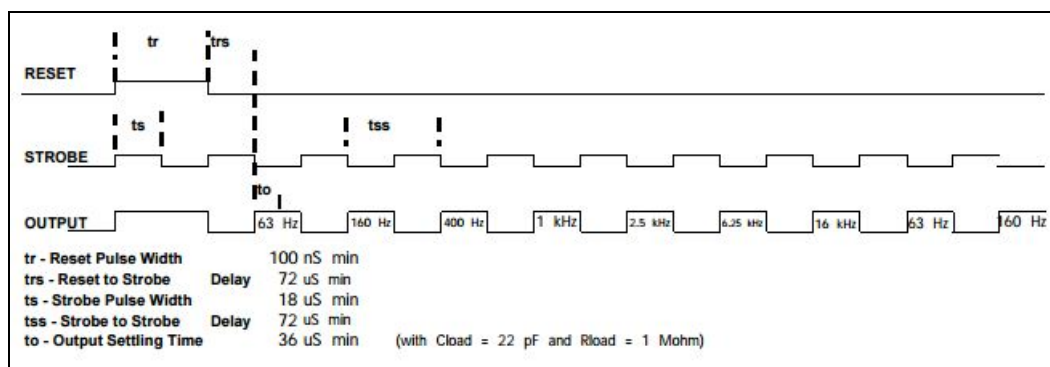 tr trs
RESET
ts tss
STROBE
to
OUTPUT 63 Hz 160 Hz 400 Hz 1 kHz 2.5 kHz 6.25 kHz 16 kHz 63 Hz 160 Hz
tr - Reset Pulse Width 100 nS min
trs - Reset to Strobe Delay 72 uS min
ts - Strobe Pulse Width 18 uS min
tss - Strobe to Strobe Delay 72 uS min
to - Output Settling Time 36 uS min (with Cload = 22 pF and Rload = 1 Mohm)